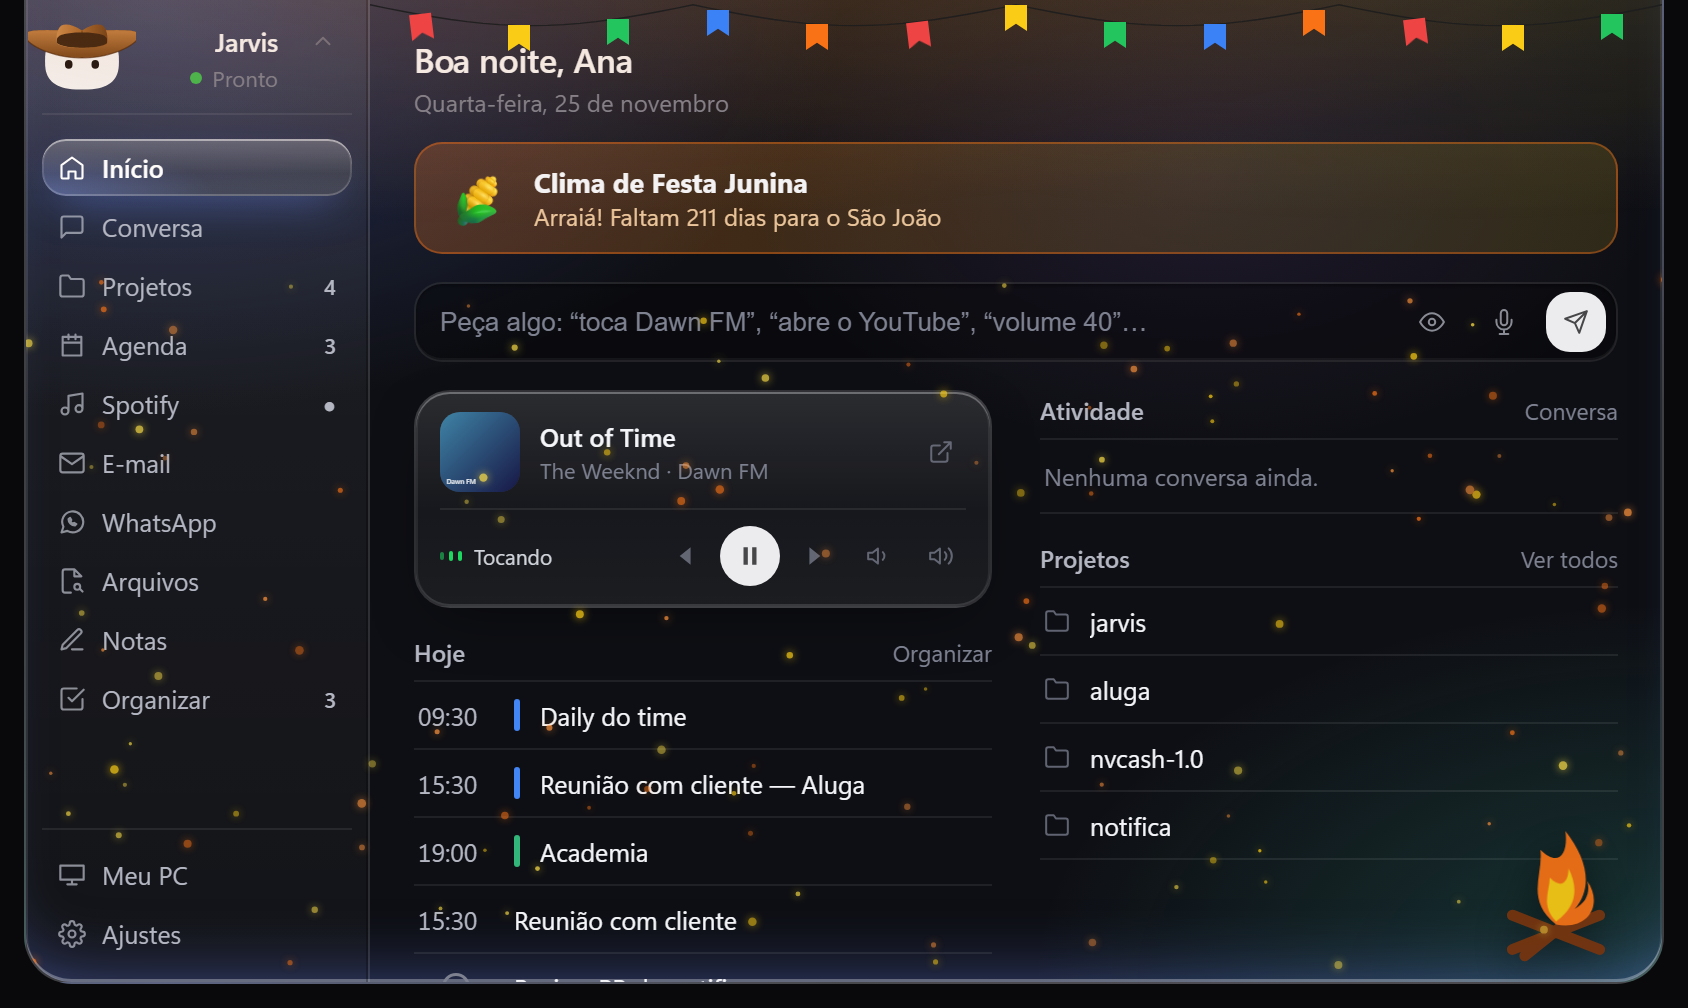 Jarvis
Pronto
Início
Conversa
Projetos 4
Agenda 3
Spotify
E-mail
WhatsApp
Arquivos
Notas
Organizar 3
Meu PC
Ajustes
Boa noite, Ana
Quarta-feira, 25 de novembro
Clima de Festa Junina
Arraiá! Faltam 211 dias para o São João
Peça algo: “toca Dawn FM”, “abre o YouTube”, “volume 40”…
Dawn FM
Out of Time
The Weeknd · Dawn FM
Tocando
Hoje Organizar
09:30 Daily do time
15:30 Reunião com cliente — Aluga
19:00 Academia
15:30 Reunião com cliente
Atividade Conversa
Nenhuma conversa ainda.
Projetos Ver todos
jarvis
aluga
nvcash-1.0
notifica